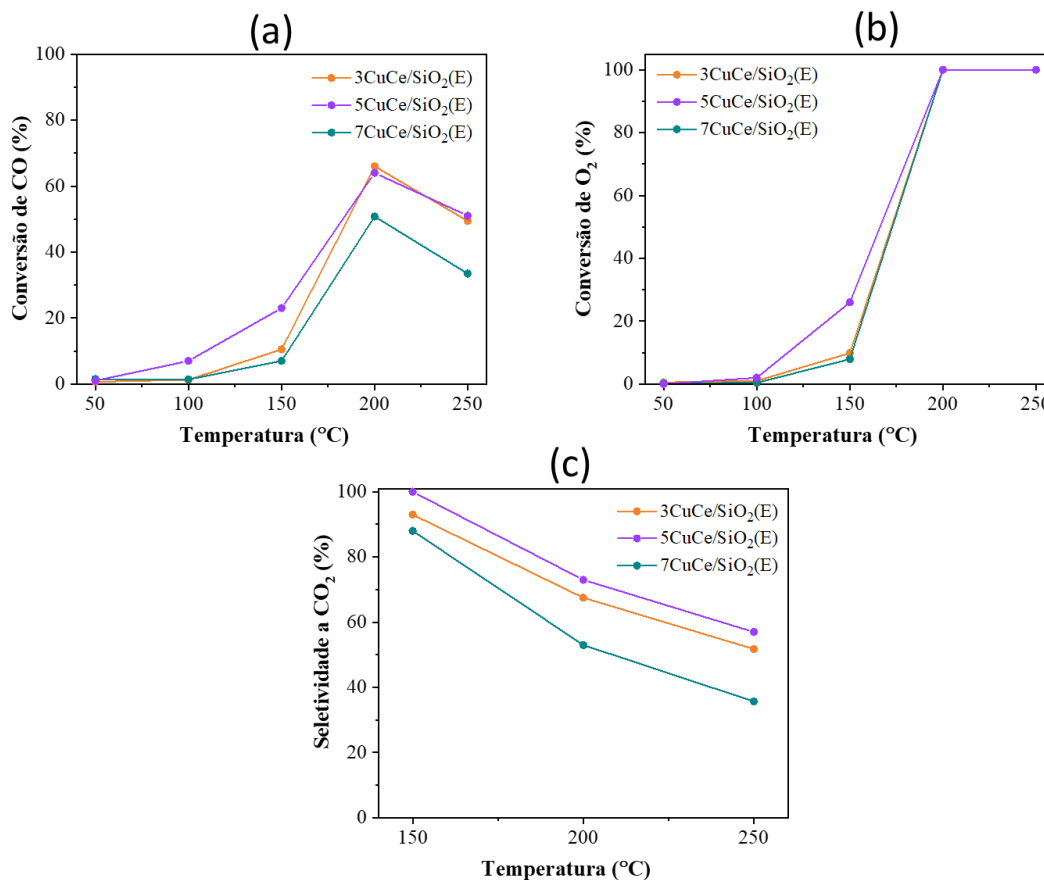 (a)
Conversão de CO (%)
100
80
60
40
20
0
3CuCe/SiO₂(E)
5CuCe/SiO₂(E)
7CuCe/SiO₂(E)
50 100 150 200 250
Temperatura (°C)
(b)
Conversão de O₂ (%)
100
80
60
40
20
0
3CuCe/SiO₂(E)
5CuCe/SiO₂(E)
7CuCe/SiO₂(E)
50 100 150 200 250
Temperatura (°C)
(c)
Seletividade a CO₂ (%)
100
80
60
40
20
0
3CuCe/SiO₂(E)
5CuCe/SiO₂(E)
7CuCe/SiO₂(E)
150 200 250
Temperatura (°C)